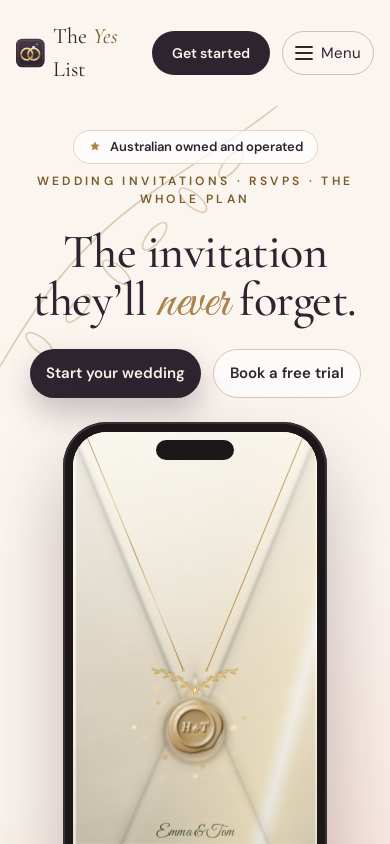 The Yes
List
Get started
Menu
Australian owned and operated
WEDDING INVITATIONS · RSVPS · THE
WHOLE PLAN
The invitation
they’ll never forget.
Start your wedding
Book a free trial
H&T
Emma & Tom